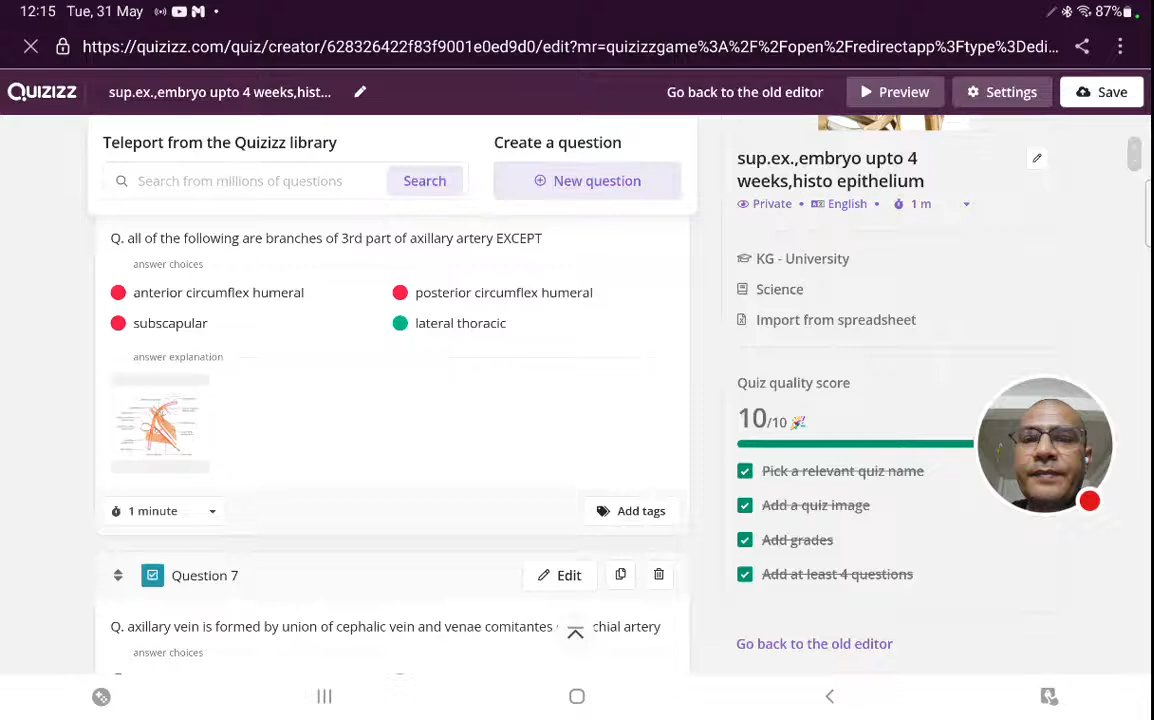 12:15 Tue, 31 May
87%
https://quizizz.com/quiz/creator/628326422f83f9001e0ed9d0/edit?mr=quizizzgame%3A%2F%2Fopen%2Fredirectapp%3Ftype%3Dedi...
QUIZIZZ
sup.ex.,embryo upto 4 weeks,hist...
Go back to the old editor
Preview
Settings
Save
Teleport from the Quizizz library
Create a question
Search from millions of questions
Search
New question
Q. all of the following are branches of 3rd part of axillary artery EXCEPT
answer choices
anterior circumflex humeral
posterior circumflex humeral
subscapular
lateral thoracic
answer explanation
1 minute
Add tags
Question 7
Edit
Q. axillary vein is formed by union of cephalic vein and venae comitantes chial artery
answer choices
sup.ex.,embryo upto 4
weeks,histo epithelium
Private • English • 1 m
KG - University
Science
Import from spreadsheet
Quiz quality score
10/10
Pick a relevant quiz name
Add a quiz image
Add grades
Add at least 4 questions
Go back to the old editor